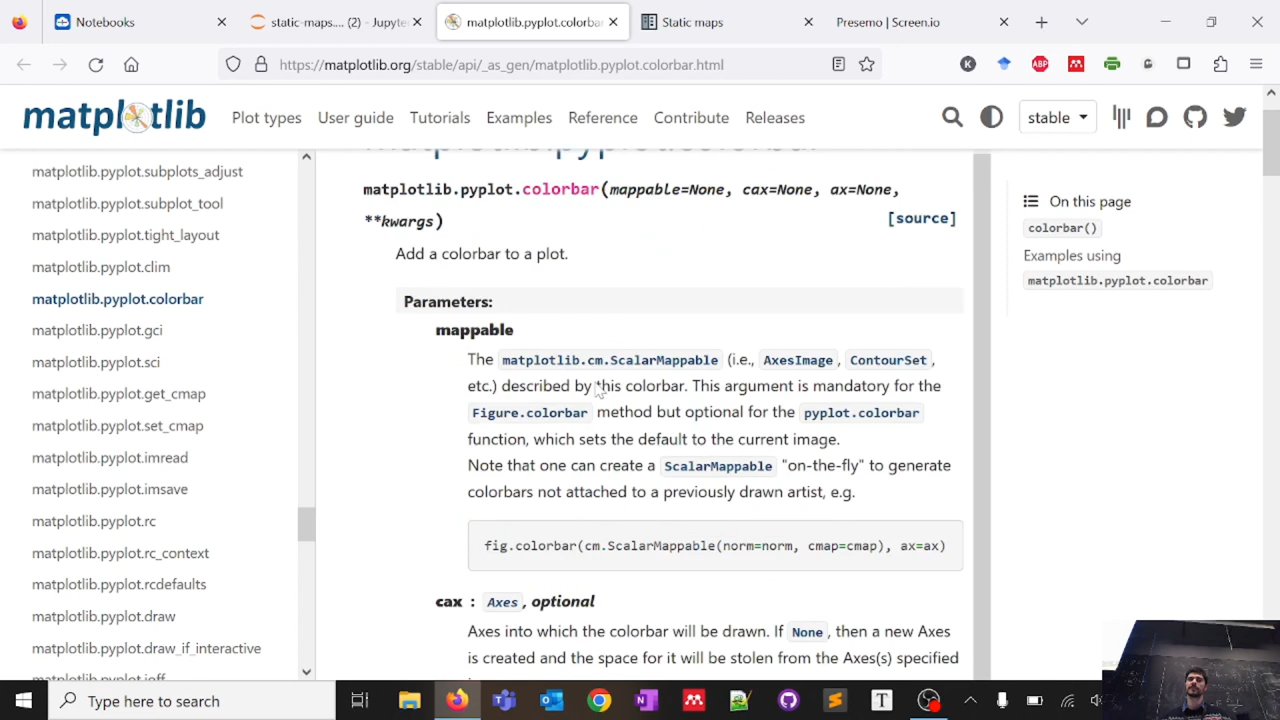 Notebooks
static-maps.... (2) - Jupyte
matplotlib.pyplot.colorbar
Static maps
Presemo | Screen.io
https://matplotlib.org/stable/api/_as_gen/matplotlib.pyplot.colorbar.html
matplotlib
Plot types
User guide
Tutorials
Examples
Reference
Contribute
Releases
stable
matplotlib.pyplot.subplots_adjust
matplotlib.pyplot.subplot_tool
matplotlib.pyplot.tight_layout
matplotlib.pyplot.clim
matplotlib.pyplot.colorbar
matplotlib.pyplot.gci
matplotlib.pyplot.sci
matplotlib.pyplot.get_cmap
matplotlib.pyplot.set_cmap
matplotlib.pyplot.imread
matplotlib.pyplot.imsave
matplotlib.pyplot.rc
matplotlib.pyplot.rc_context
matplotlib.pyplot.rcdefaults
matplotlib.pyplot.draw
matplotlib.pyplot.draw_if_interactive
matplotlib.pyplot.ioff
matplotlib.pyplot.colorbar
matplotlib.pyplot.colorbar(mappable=None, cax=None, ax=None,
**kwargs)
[source]
Add a colorbar to a plot.
Parameters:
mappable
The matplotlib.cm.ScalarMappable (i.e., AxesImage, ContourSet,
etc.) described by this colorbar. This argument is mandatory for the
Figure.colorbar method but optional for the pyplot.colorbar
function, which sets the default to the current image.
Note that one can create a ScalarMappable "on-the-fly" to generate
colorbars not attached to a previously drawn artist, e.g.
fig.colorbar(cm.ScalarMappable(norm=norm, cmap=cmap), ax=ax)
cax : Axes, optional
Axes into which the colorbar will be drawn. If None, then a new Axes
is created and the space for it will be stolen from the Axes(s) specified
On this page
colorbar()
Examples using
matplotlib.pyplot.colorbar
Type here to search